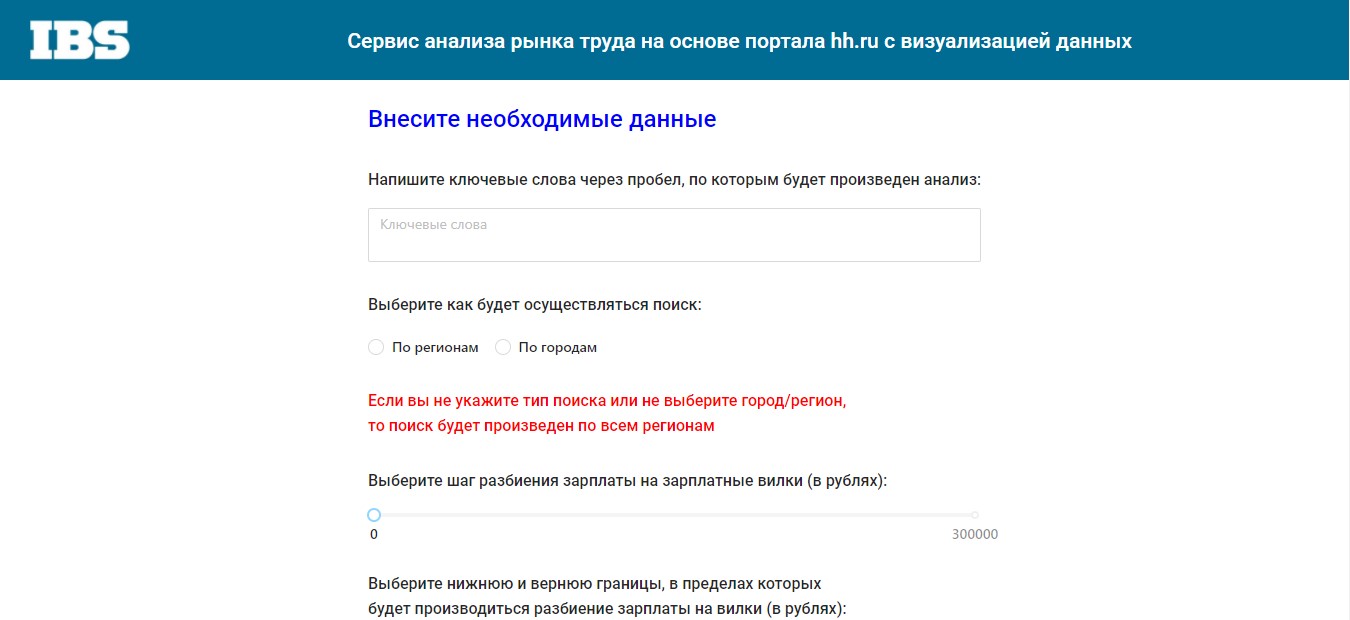 IBS
Сервис анализа рынка труда на основе портала hh.ru с визуализацией данных
Внесите необходимые данные
Напишите ключевые слова через пробел, по которым будет произведен анализ:
Ключевые слова
Выберите как будет осуществляться поиск:
По регионам По городам
Если вы не укажите тип поиска или не выберите город/регион,
то поиск будет произведен по всем регионам
Выберите шаг разбиения зарплаты на зарплатные вилки (в рублях):
0 300000
Выберите нижнюю и вернюю границы, в пределах которых
будет производиться разбиение зарплаты на вилки (в рублях):